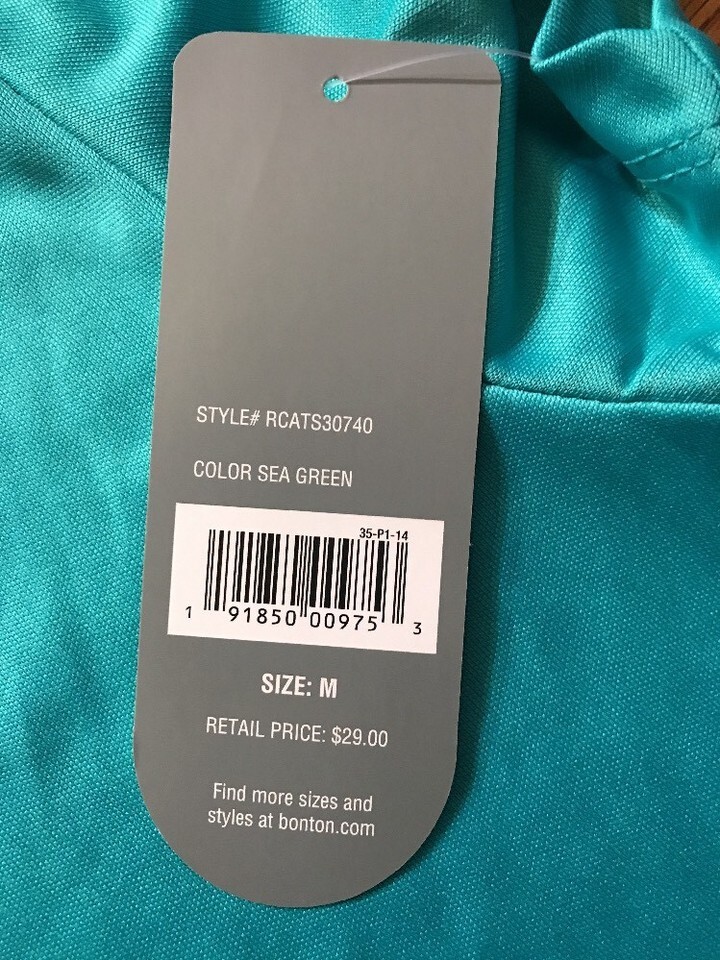 STYLE# RCATS30740
COLOR SEA GREEN
35-P1-14
1 91850 00975 3
SIZE: M
RETAIL PRICE: $29.00
Find more sizes and
styles at bonton.com